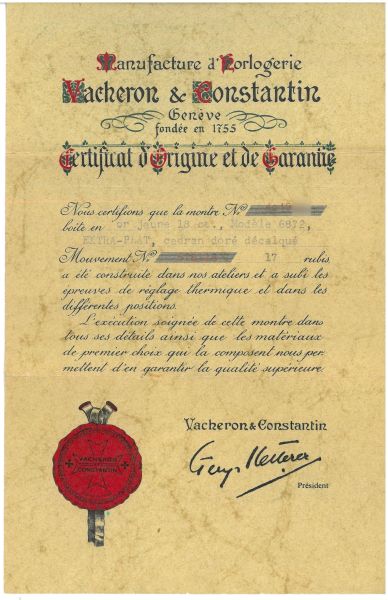 Manufacture d'Horlogerie
Vacheron & Constantin
Genève
fondée en 1755
Certificat d'Origine et de Garantie
Nous certifions que la montre No
boîte en or jaune 18 ct., Modèle 6872,
EXTRA-PLAT, cadran doré décalqué
Mouvement No 17 rubis
a été construite dans nos ateliers et a subi les
épreuves de réglage thermique et dans les
différentes positions.
L'exécution soignée de cette montre dans
tous ses détails ainsi que les matériaux
de premier choix qui la composent nous per-
mettent d'en garantir la qualité supérieure.
Vacheron & Constantin
Président
VACHERON
CONSTANTIN